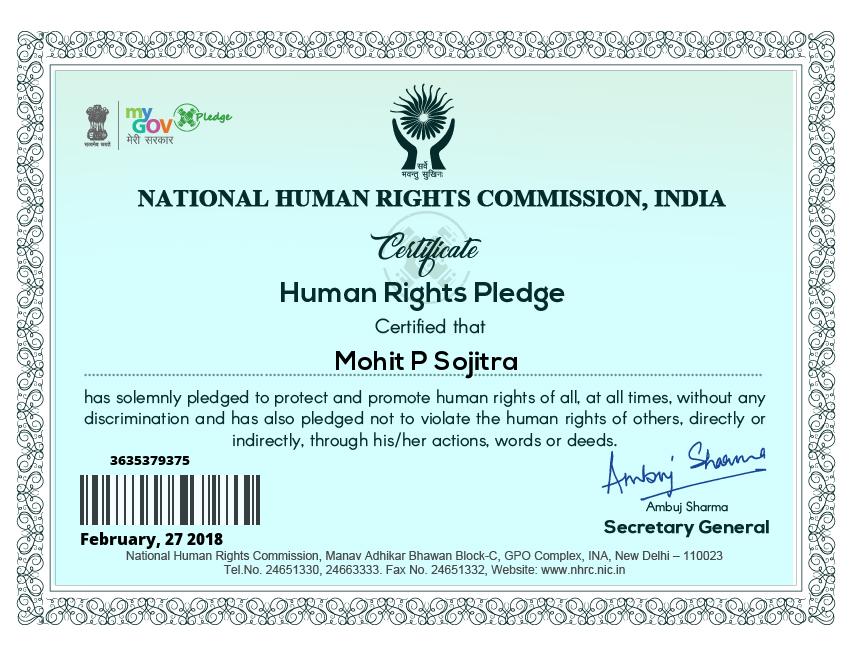 my
GOV
मेरी सरकार
Pledge
सत्यमेव जयते
सर्वे
भवन्तु सुखिनः
NATIONAL HUMAN RIGHTS COMMISSION, INDIA
Certificate
Human Rights Pledge
Certified that
Mohit P Sojitra
has solemnly pledged to protect and promote human rights of all, at all times, without any
discrimination and has also pledged not to violate the human rights of others, directly or
indirectly, through his/her actions, words or deeds.
3635379375
February, 27 2018
Ambuj Sharma
Ambuj Sharma
Secretary General
National Human Rights Commission, Manav Adhikar Bhawan Block-C, GPO Complex, INA, New Delhi – 110023
Tel.No. 24651330, 24663333. Fax No. 24651332, Website: www.nhrc.nic.in